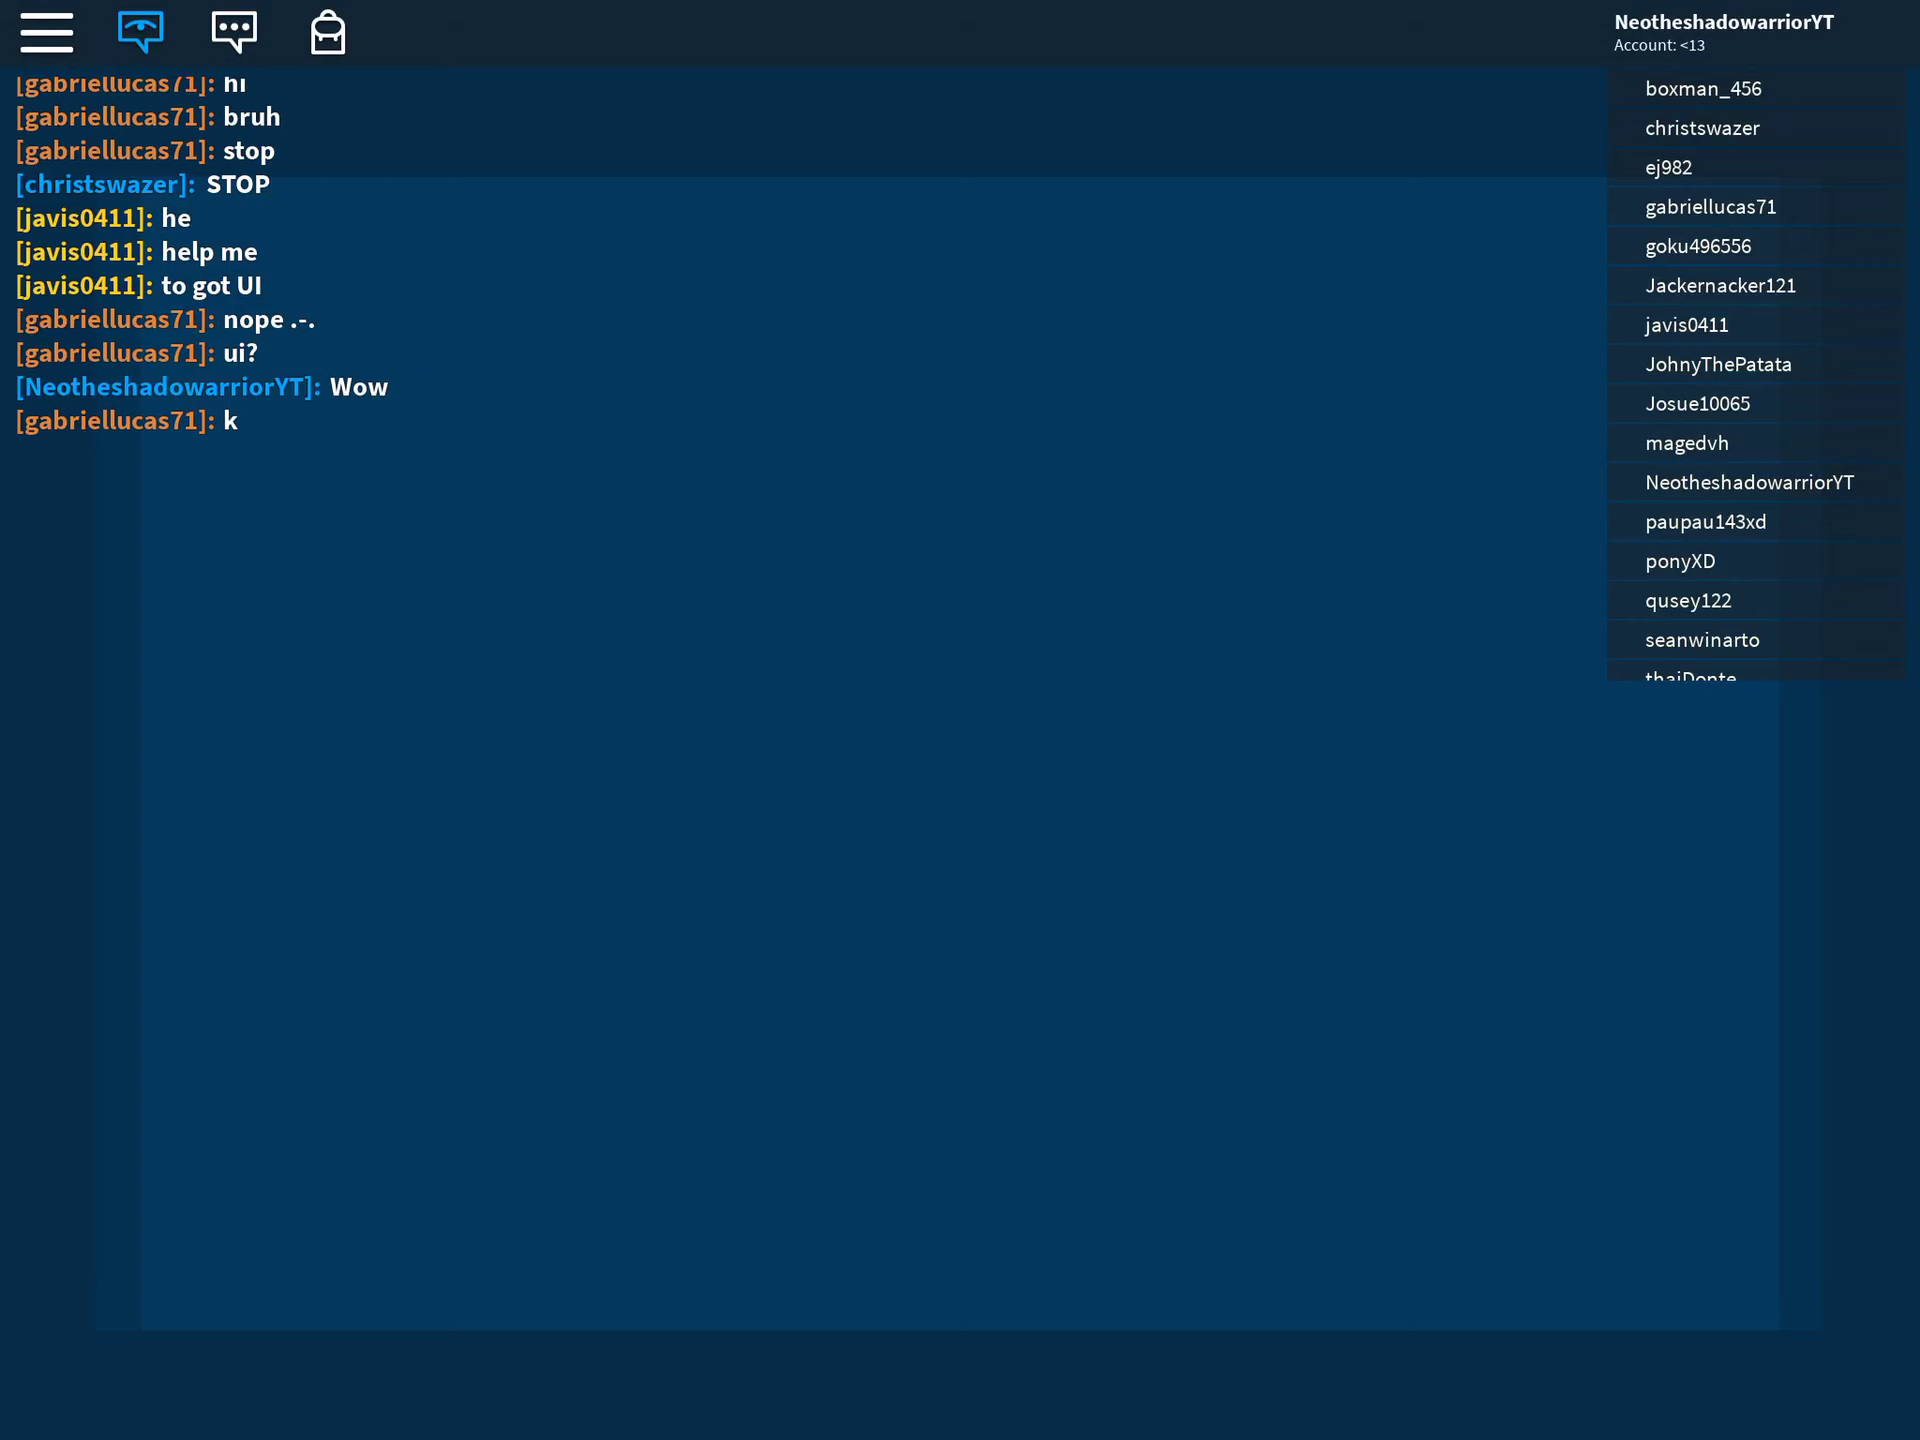 NeotheshadowarriorYT
Account: <13
[gabriellucas71]: hi
[gabriellucas71]: bruh
[gabriellucas71]: stop
[christswazer]: STOP
[javis0411]: he
[javis0411]: help me
[javis0411]: to got UI
[gabriellucas71]: nope .-.
[gabriellucas71]: ui?
[NeotheshadowarriorYT]: Wow
[gabriellucas71]: k
boxman_456
christswazer
ej982
gabriellucas71
goku496556
Jackernacker121
javis0411
JohnyThePatata
Josue10065
magedvh
NeotheshadowarriorYT
paupau143xd
ponyXD
qusey122
seanwinarto